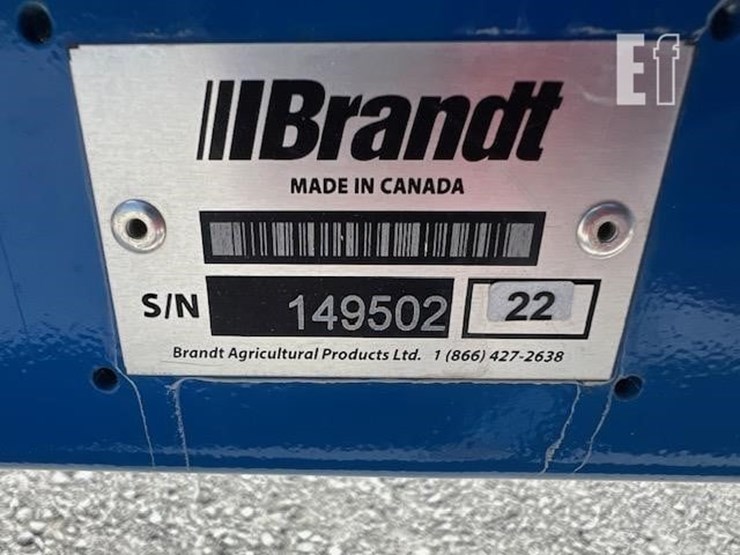 Ef
Brandt
MADE IN CANADA
S/N 149502 22
Brandt Agricultural Products Ltd. 1 (866) 427-2638